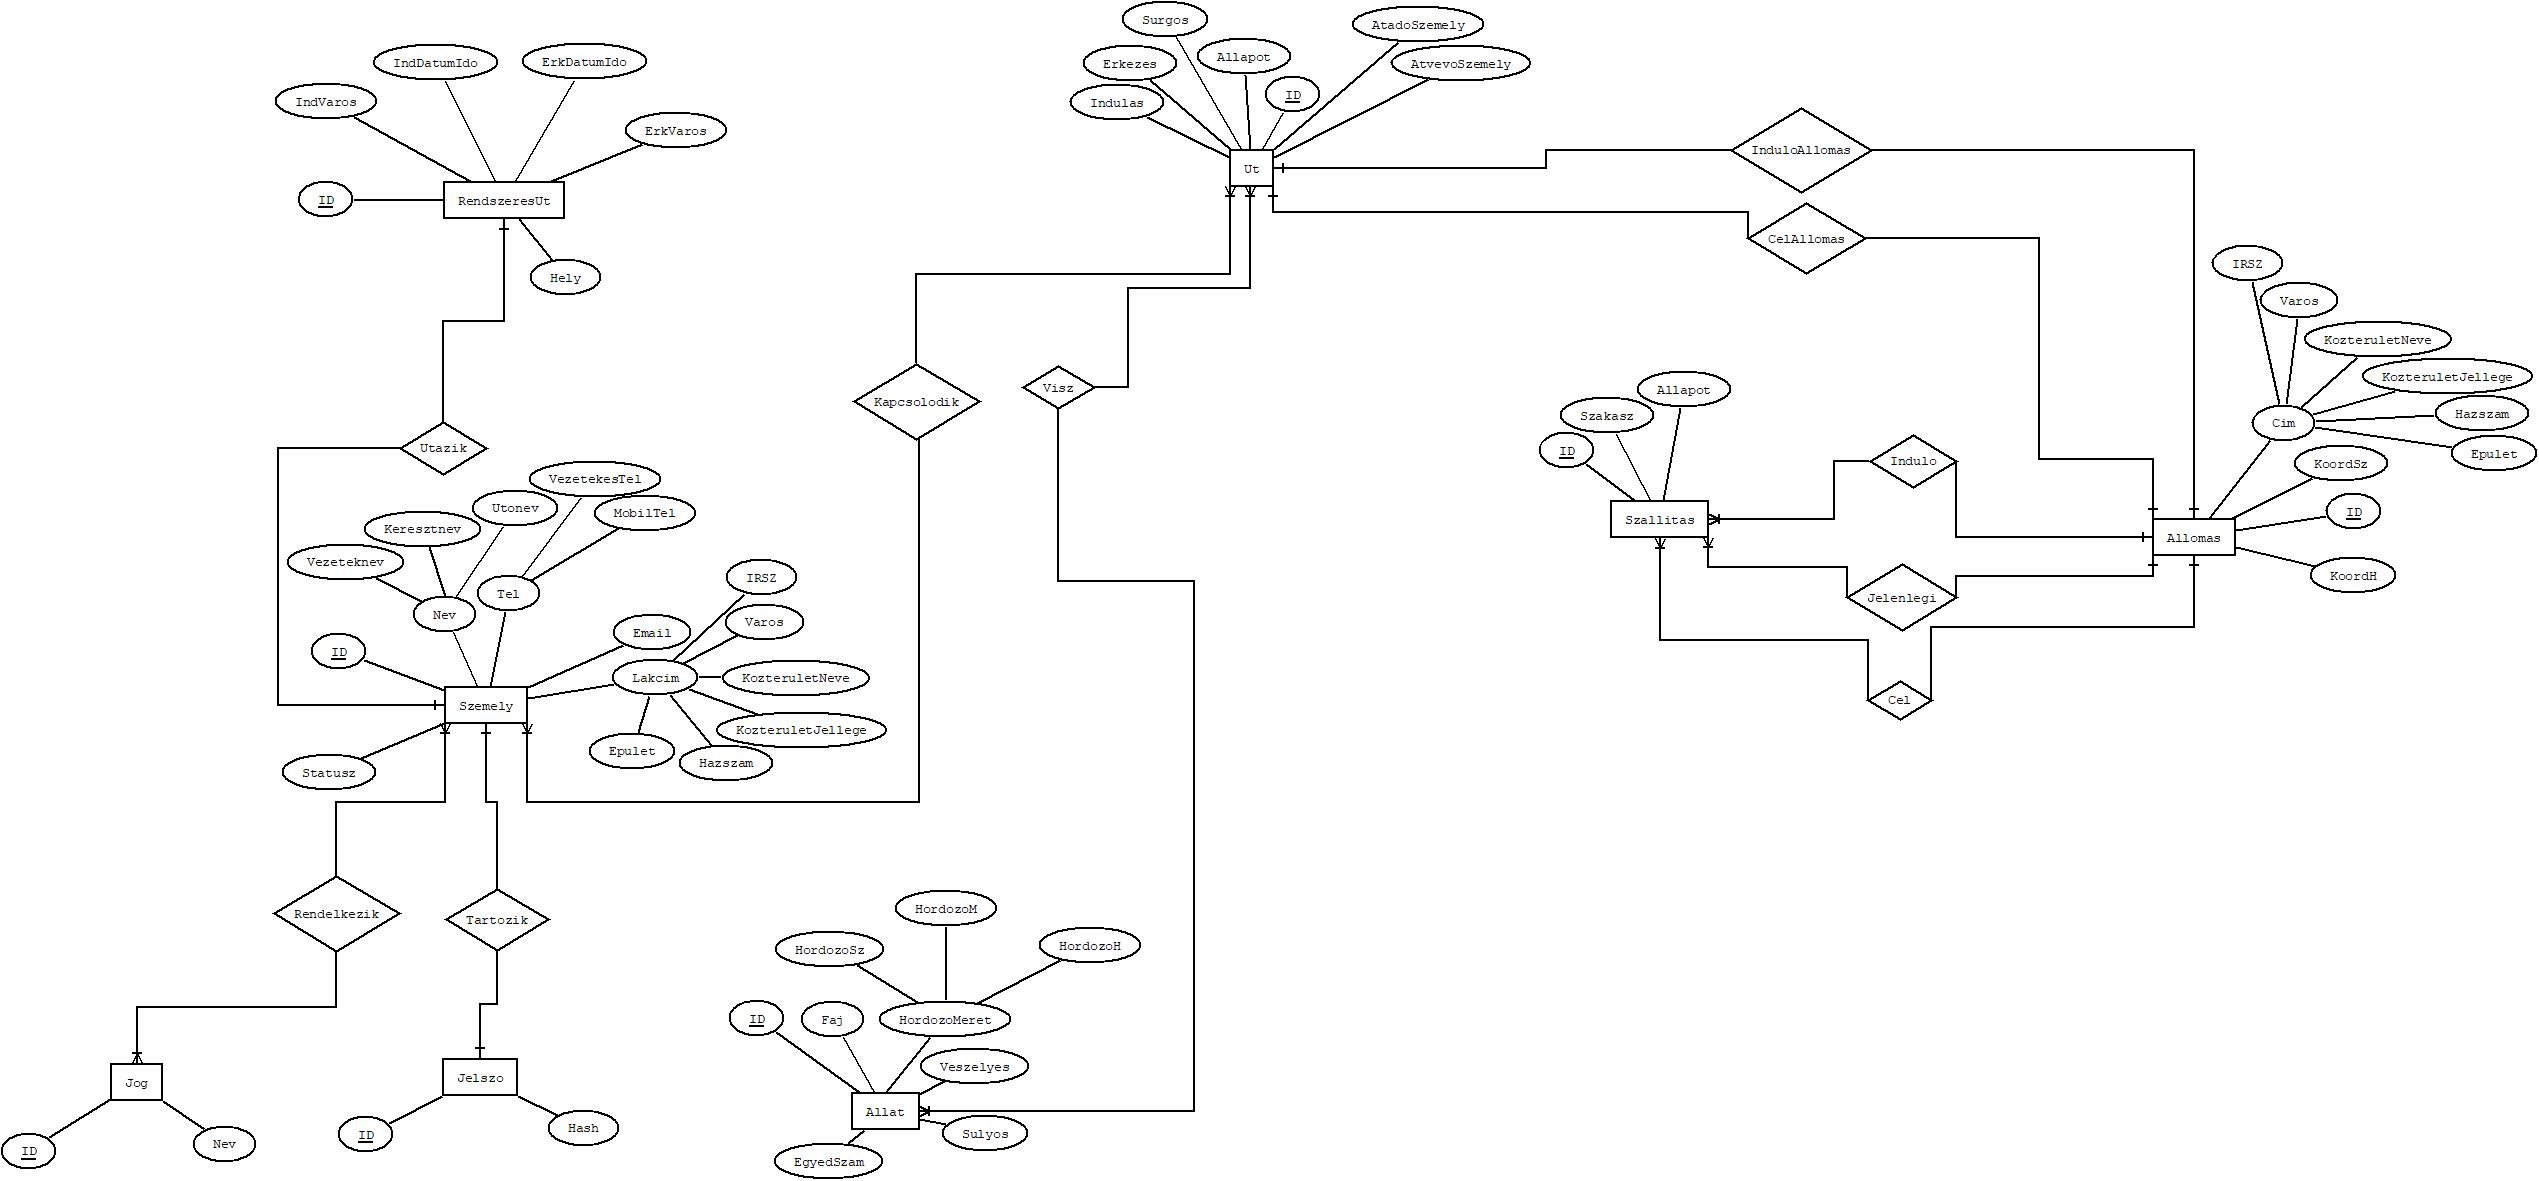 Surgos
AtadoSzemely
Erkezes
Allapot
AtvevoSzemely
Indulas
ID
Ut
IndDatumIdo
ErkDatumIdo
IndVaros
ErkVaros
ID
RendszeresUt
Hely
InduloAllomas
CelAllomas
IRSZ
Varos
KozteruletNeve
KozteruletJellege
Hazszam
Cim
Epulet
KoordSz
ID
Allomas
KoordH
Kapcsolodik
Visz
Allapot
Szakasz
ID
Szallitas
Indulo
Jelenlegi
Cel
Utazik
VezetekesTel
Utonev
MobilTel
Keresztnev
Vezeteknev
Tel
Nev
IRSZ
Varos
Email
ID
Lakcim
KozteruletNeve
Szemely
KozteruletJellege
Epulet
Hazszam
Statusz
Rendelkezik
Tartozik
HordozoM
HordozoSz
HordozoH
ID
Faj
HordozoMeret
Veszelyes
Allat
Sulyos
EgyedSzam
Jog
Jelszo
ID
Nev
ID
Hash